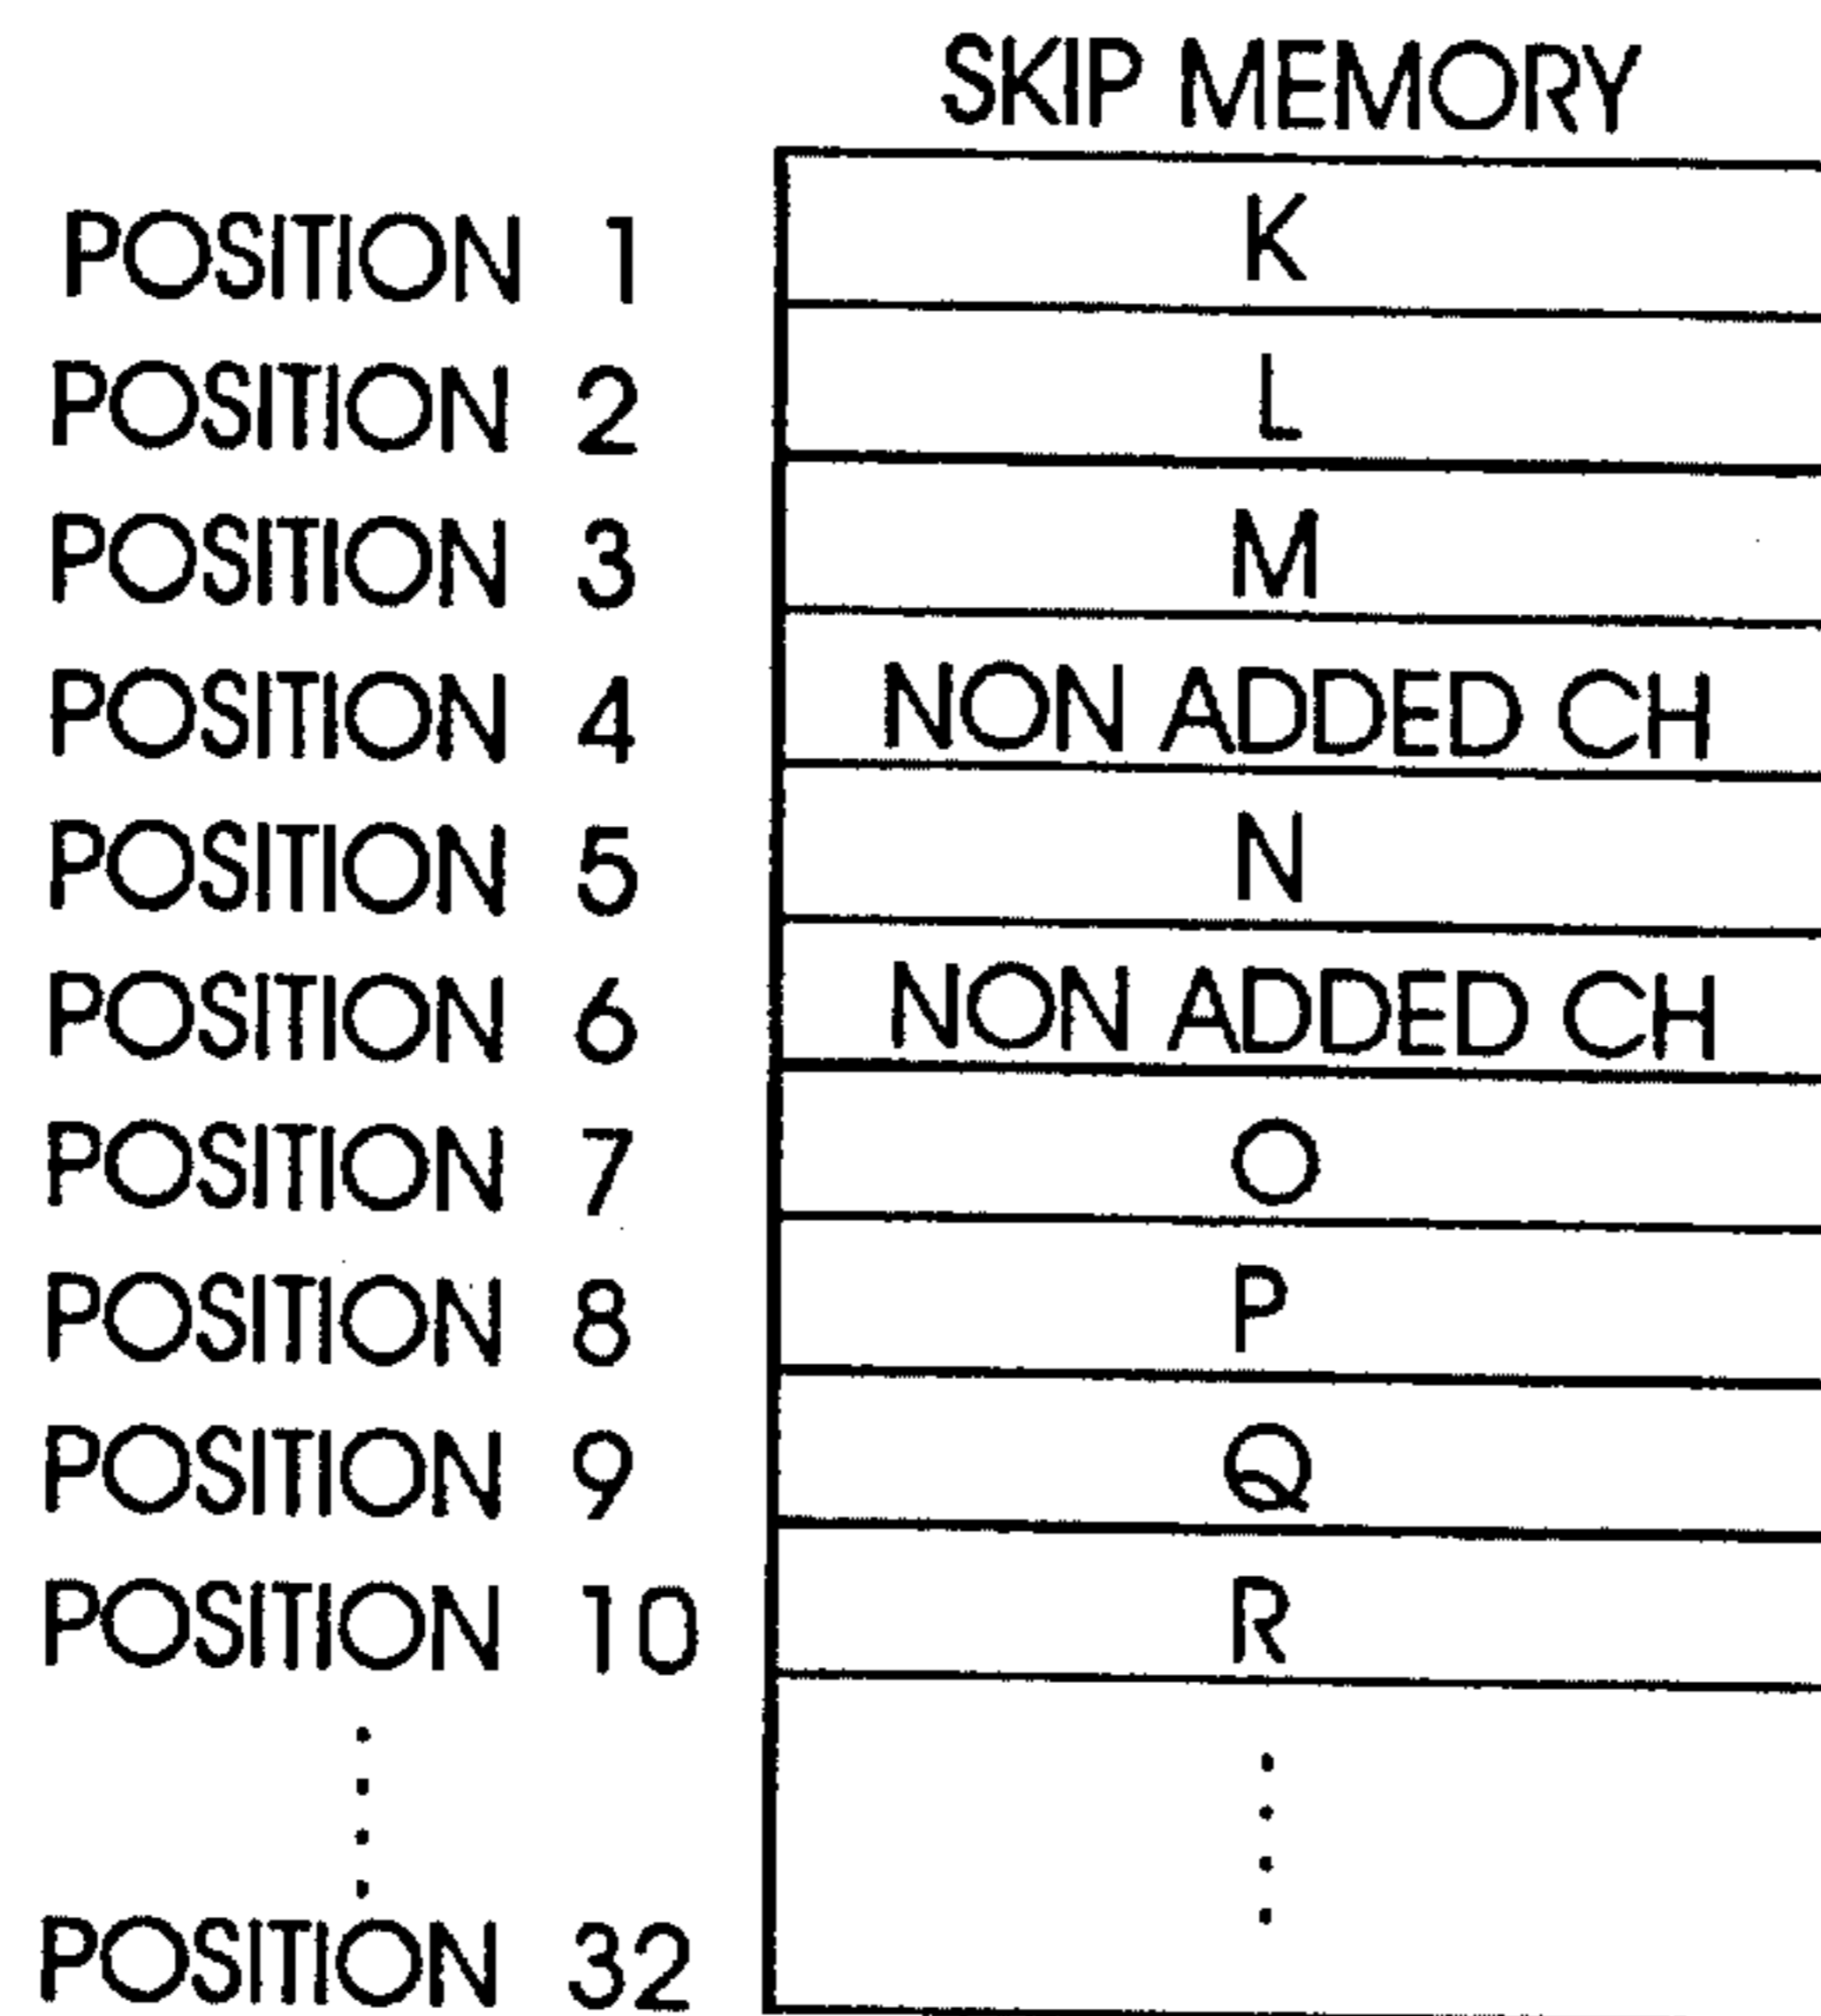 SKIP MEMORY
POSITION 1 K
POSITION 2 L
POSITION 3 M
POSITION 4 NON ADDED CH
POSITION 5 N
POSITION 6 NON ADDED CH
POSITION 7 O
POSITION 8 P
POSITION 9 Q
POSITION 10 R
POSITION 32